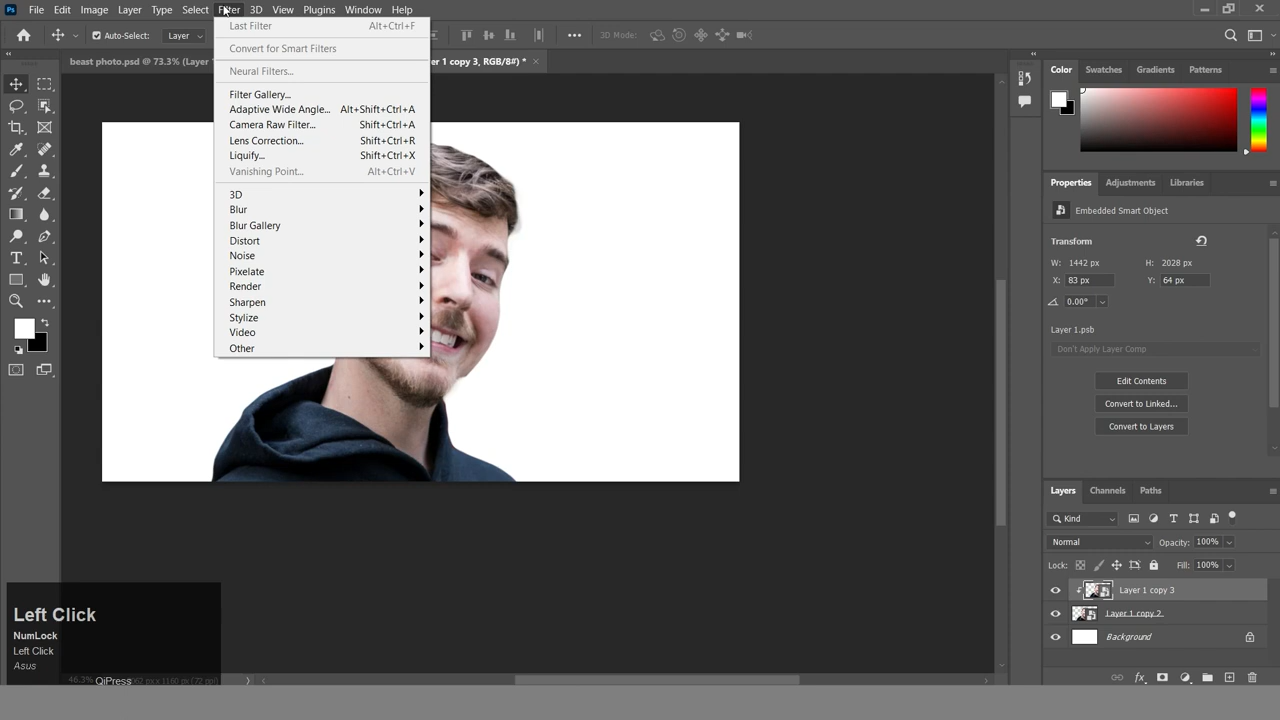 Ps File Edit Image Layer Type Select Filter 3D View Plugins Window Help
Auto-Select: Layer 3D Mode:
beast photo.psd @ 73.3% (Layer er 1 copy 3, RGB/8#) *
Last Filter Alt+Ctrl+F
Convert for Smart Filters
Neural Filters...
Filter Gallery...
Adaptive Wide Angle... Alt+Shift+Ctrl+A
Camera Raw Filter... Shift+Ctrl+A
Lens Correction... Shift+Ctrl+R
Liquify... Shift+Ctrl+X
Vanishing Point... Alt+Ctrl+V
3D
Blur
Blur Gallery
Distort
Noise
Pixelate
Render
Sharpen
Stylize
Video
Other
Color Swatches Gradients Patterns
Properties Adjustments Libraries
Embedded Smart Object
Transform
W: 1442 px H: 2028 px
X: 83 px Y: 64 px
0.00°
Layer 1.psb
Don't Apply Layer Comp
Edit Contents
Convert to Linked...
Convert to Layers
Layers Channels Paths
Kind
Normal Opacity: 100%
Lock: Fill: 100%
Layer 1 copy 3
Layer 1 copy 2
Background
Left Click
NumLock
Left Click
Asus
QiPress
46.3% 1160 px (72 ppi)